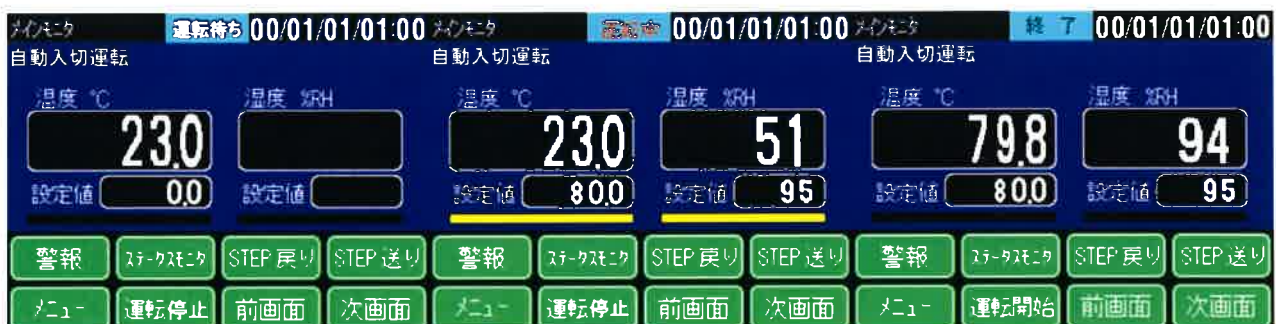 メインモニタ 運転待ち 00/01/01/01:00
自動入切運転
温度 ℃ 湿度 %RH
23.0
設定値 0.0 設定値
警報 ステータスモニタ STEP戻り STEP送り
メニュー 運転停止 前画面 次画面
メインモニタ 運転中 00/01/01/01:00
自動入切運転
温度 ℃ 湿度 %RH
23.0 51
設定値 80.0 設定値 95
警報 ステータスモニタ STEP戻り STEP送り
メニュー 運転停止 前画面 次画面
メインモニタ 終了 00/01/01/01:00
自動入切運転
温度 ℃ 湿度 %RH
79.8 94
設定値 80.0 設定値 95
警報 ステータスモニタ STEP戻り STEP送り
メニュー 運転開始 前画面 次画面